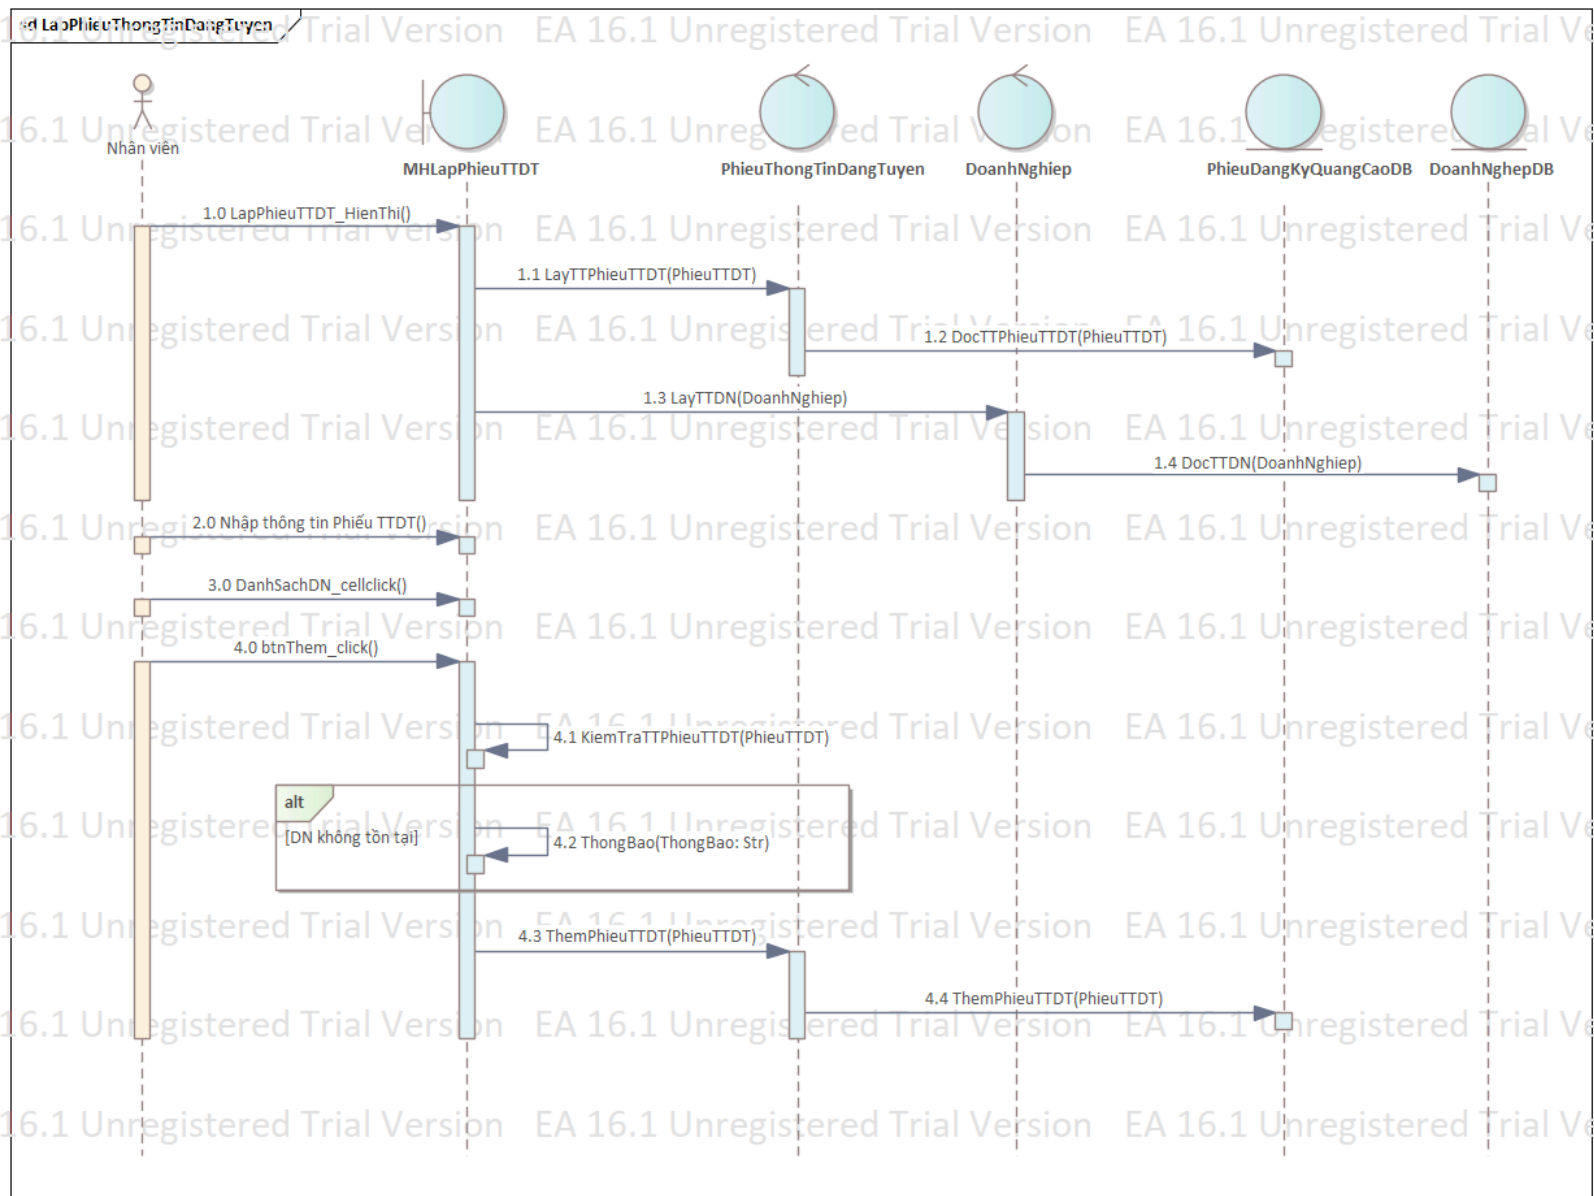 sd LapPhieuThongTinDangTuyen
EA 16.1 Unregistered Trial Version
Nhân viên
MHLapPhieuTTDT
PhieuThongTinDangTuyen
DoanhNghiep
PhieuDangKyQuangCaoDB
DoanhNghepDB
1.0 LapPhieuTTDT_HienThi()
1.1 LayTTPhieuTTDT(PhieuTTDT)
1.2 DocTTPhieuTTDT(PhieuTTDT)
1.3 LayTTDN(DoanhNghiep)
1.4 DocTTDN(DoanhNghiep)
2.0 Nhập thông tin Phiếu TTDT()
3.0 DanhSachDN_cellclick()
4.0 btnThem_click()
4.1 KiemTraTTPhieuTTDT(PhieuTTDT)
alt
[DN không tồn tại]
4.2 ThongBao(ThongBao: Str)
4.3 ThemPhieuTTDT(PhieuTTDT)
4.4 ThemPhieuTTDT(PhieuTTDT)